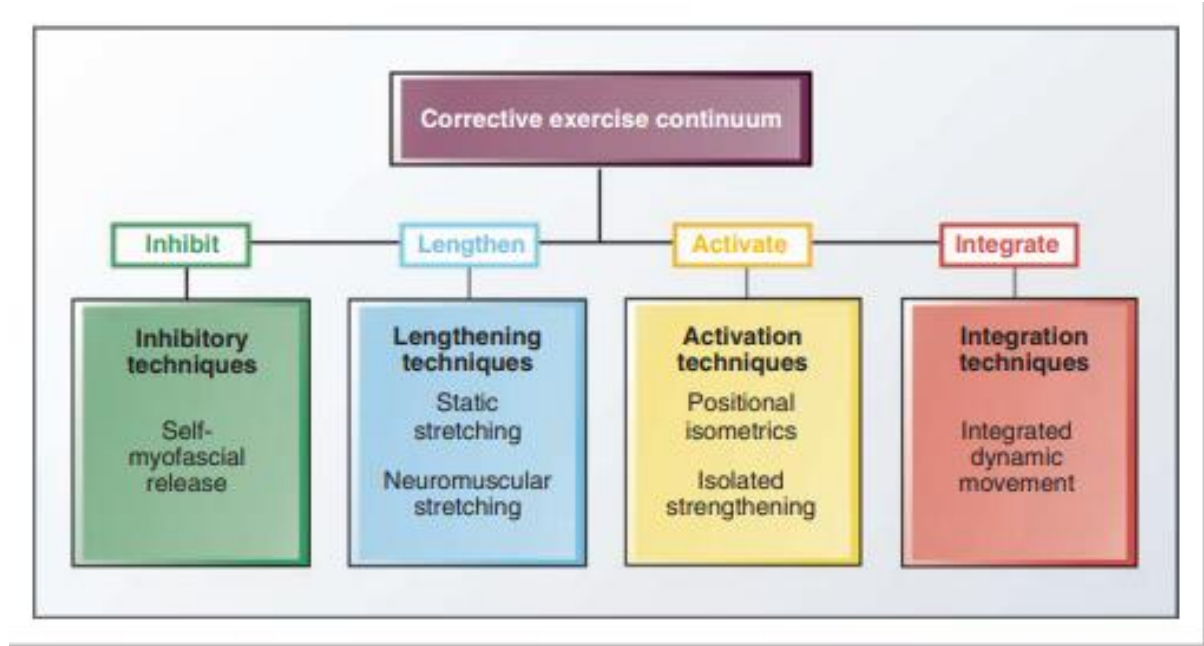 Corrective exercise continuum
Inhibit
Lengthen
Activate
Integrate
Inhibitory
techniques
Self-
myofascial
release
Lengthening
techniques
Static
stretching
Neuromuscular
stretching
Activation
techniques
Positional
isometrics
Isolated
strengthening
Integration
techniques
Integrated
dynamic
movement